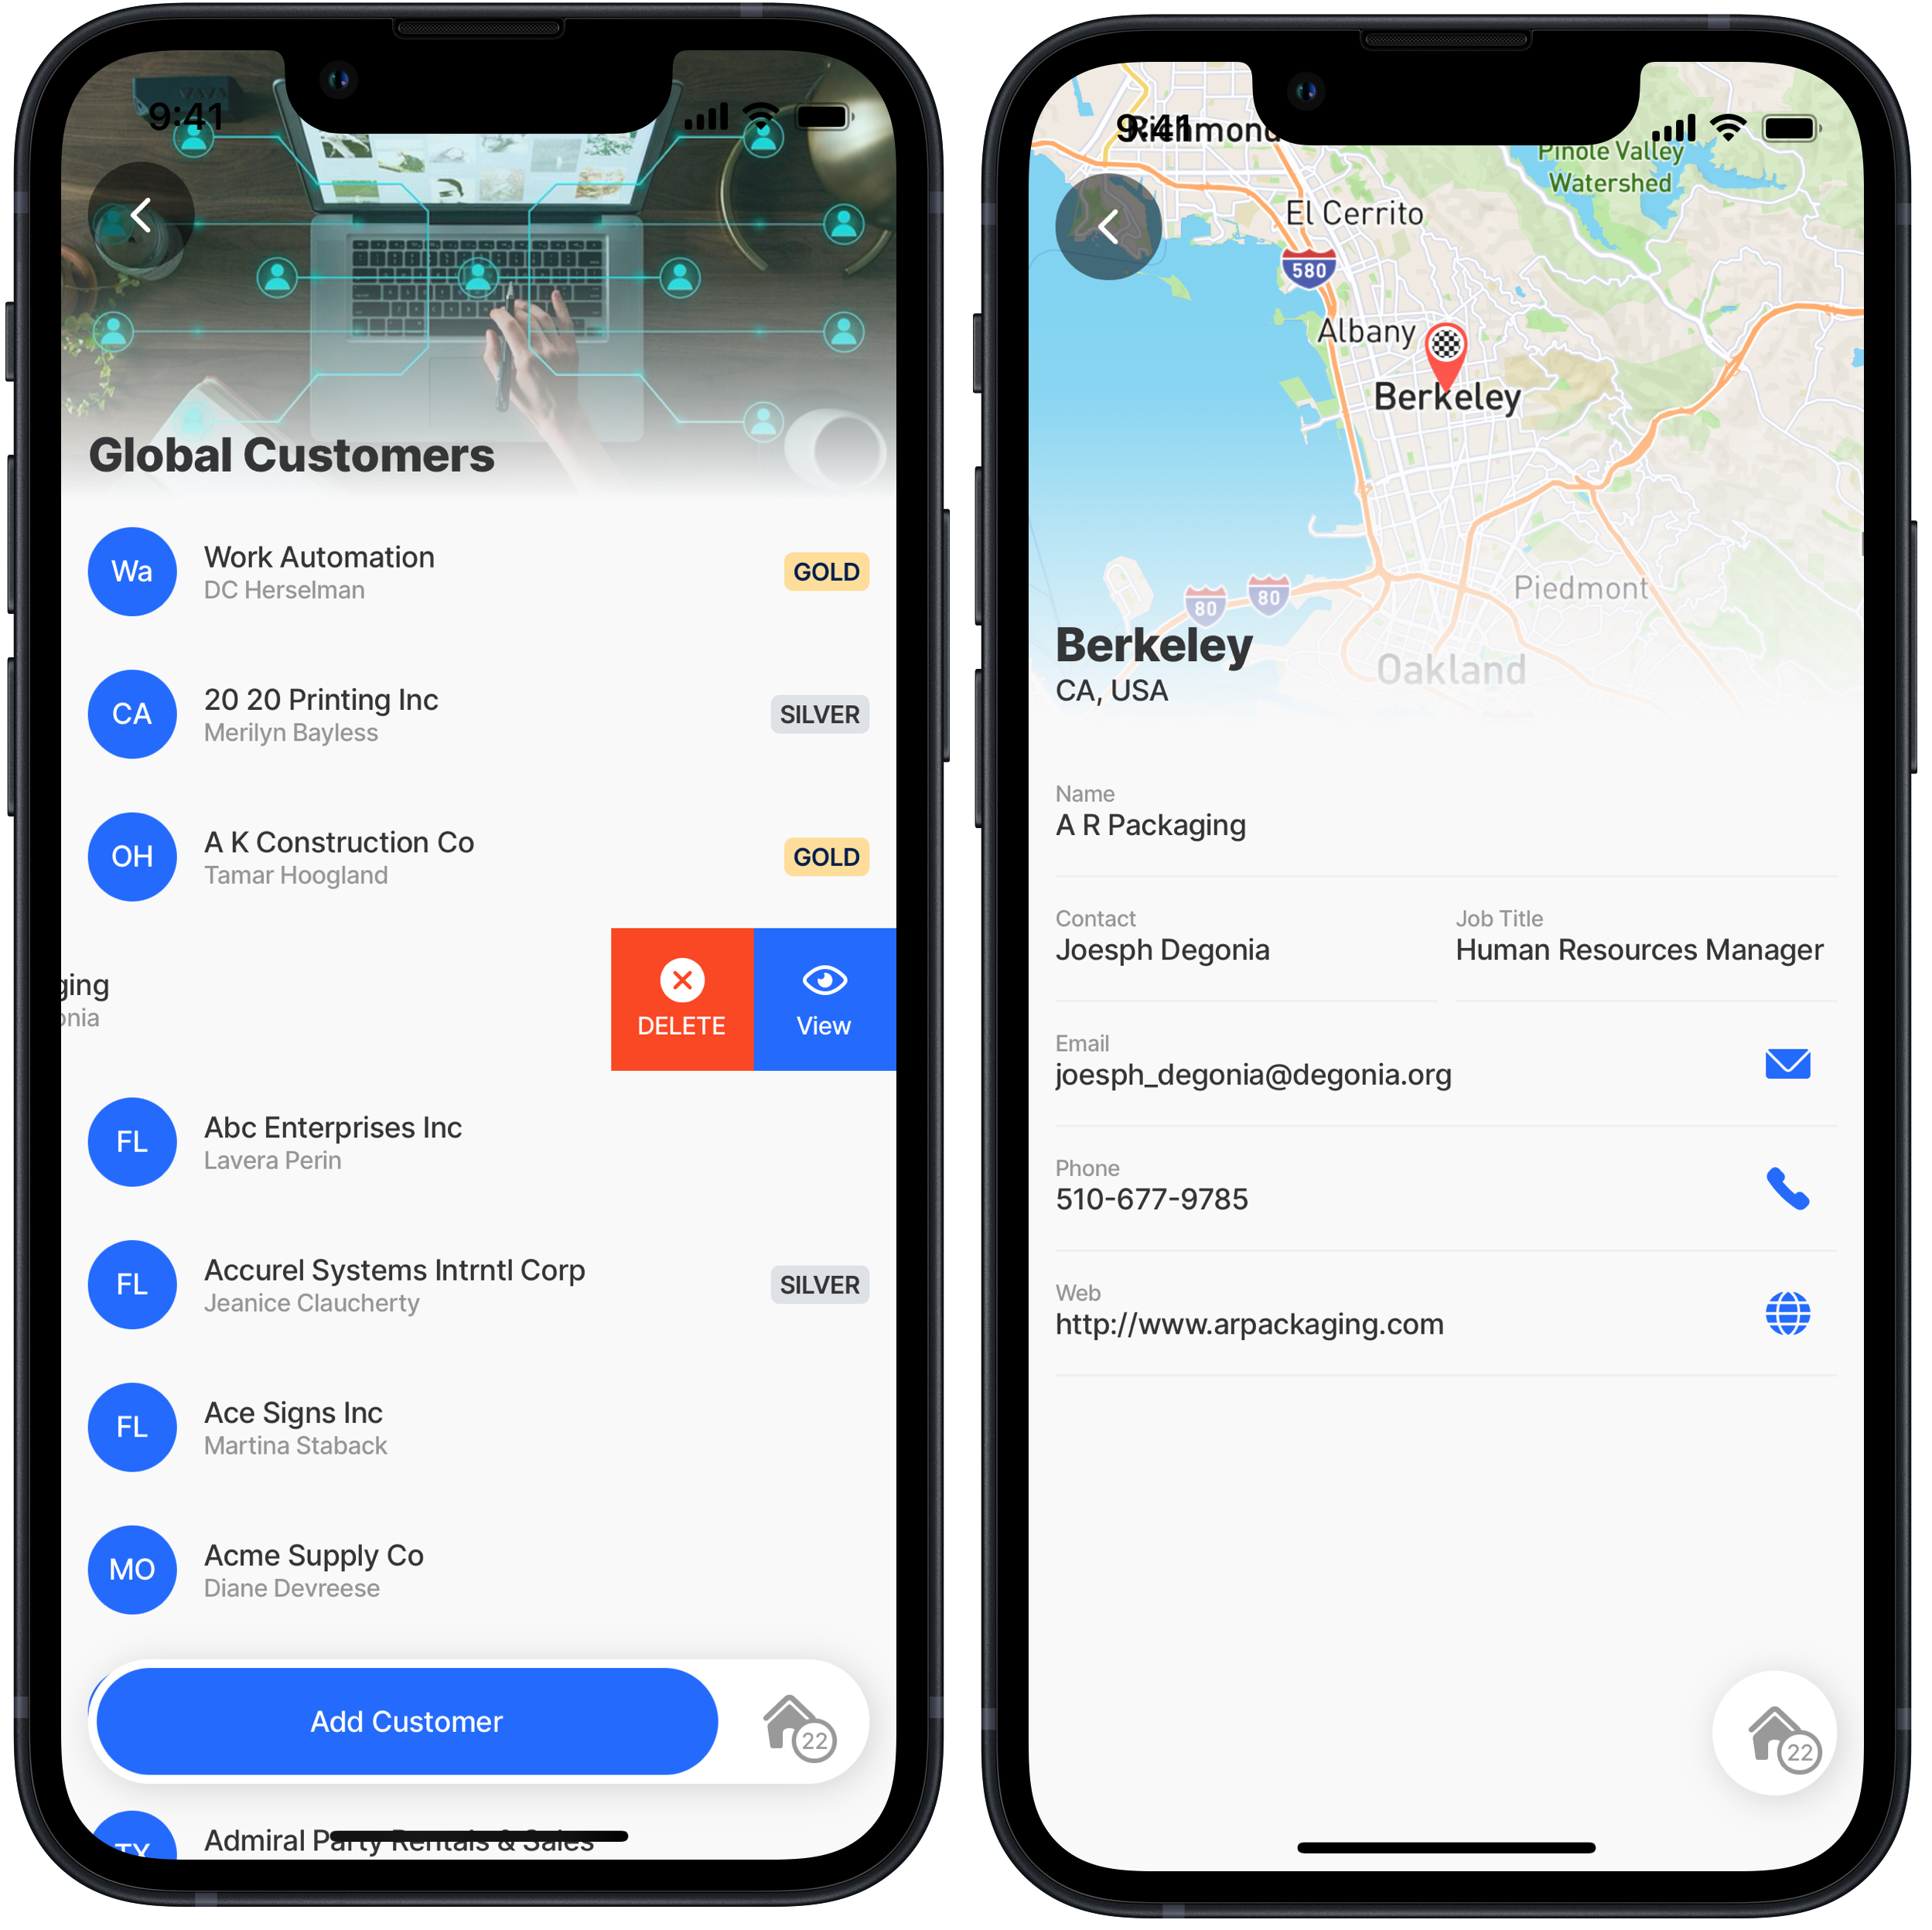 9:41
Global Customers
Wa
Work Automation
DC Herselman
GOLD
CA
20 20 Printing Inc
Merilyn Bayless
SILVER
OH
A K Construction Co
Tamar Hoogland
GOLD
ging
onia
DELETE
View
FL
Abc Enterprises Inc
Lavera Perin
FL
Accurel Systems Intrntl Corp
Jeanice Claucherty
SILVER
FL
Ace Signs Inc
Martina Staback
MO
Acme Supply Co
Diane Devreese
Add Customer
22
TX
Admiral Party Rentals & Sales
9:41
Richmond
Pinole Valley
Watershed
El Cerrito
580
Albany
Berkeley
80
80
Piedmont
Oakland
Berkeley
CA, USA
Name
A R Packaging
Contact
Joesph Degonia
Job Title
Human Resources Manager
Email
joesph_degonia@degonia.org
Phone
510-677-9785
Web
http://www.arpackaging.com
22